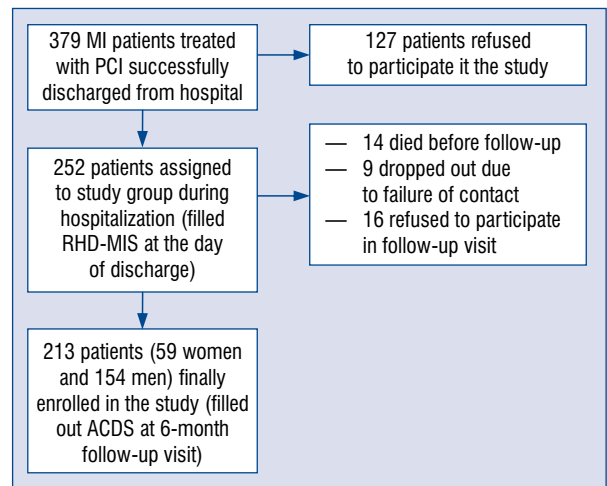 379 MI patients treated
with PCI successfully
discharged from hospital
127 patients refused
to participate it the study
252 patients assigned
to study group during
hospitalization (filled
RHD-MIS at the day
of discharge)
— 14 died before follow-up
— 9 dropped out due
to failure of contact
— 16 refused to participate
in follow-up visit
213 patients (59 women
and 154 men) finally
enrolled in the study (filled
out ACDS at 6-month
follow-up visit)